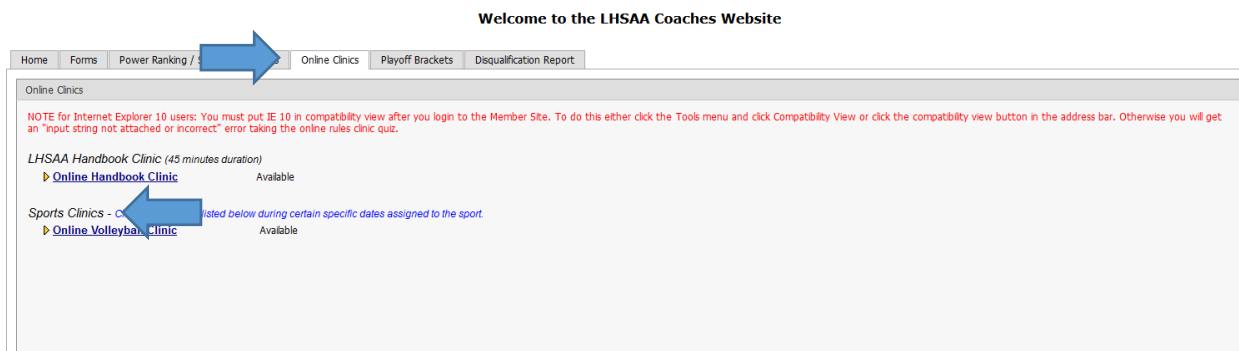 Welcome to the LHSAA Coaches Website
Home Forms Power Ranking / Online Clinics Playoff Brackets Disqualification Report
Online Clinics
NOTE for Internet Explorer 10 users: You must put IE 10 in compatibility view after you login to the Member Site. To do this either click the Tools menu and click Compatibility View or click the compatibility view button in the address bar. Otherwise you will get
an "input string not attached or incorrect" error taking the online rules clinic quiz.
LHSAA Handbook Clinic (45 minutes duration)
Online Handbook Clinic Available
Sports Clinics - listed below during certain specific dates assigned to the sport.
Online Volleyball Clinic Available